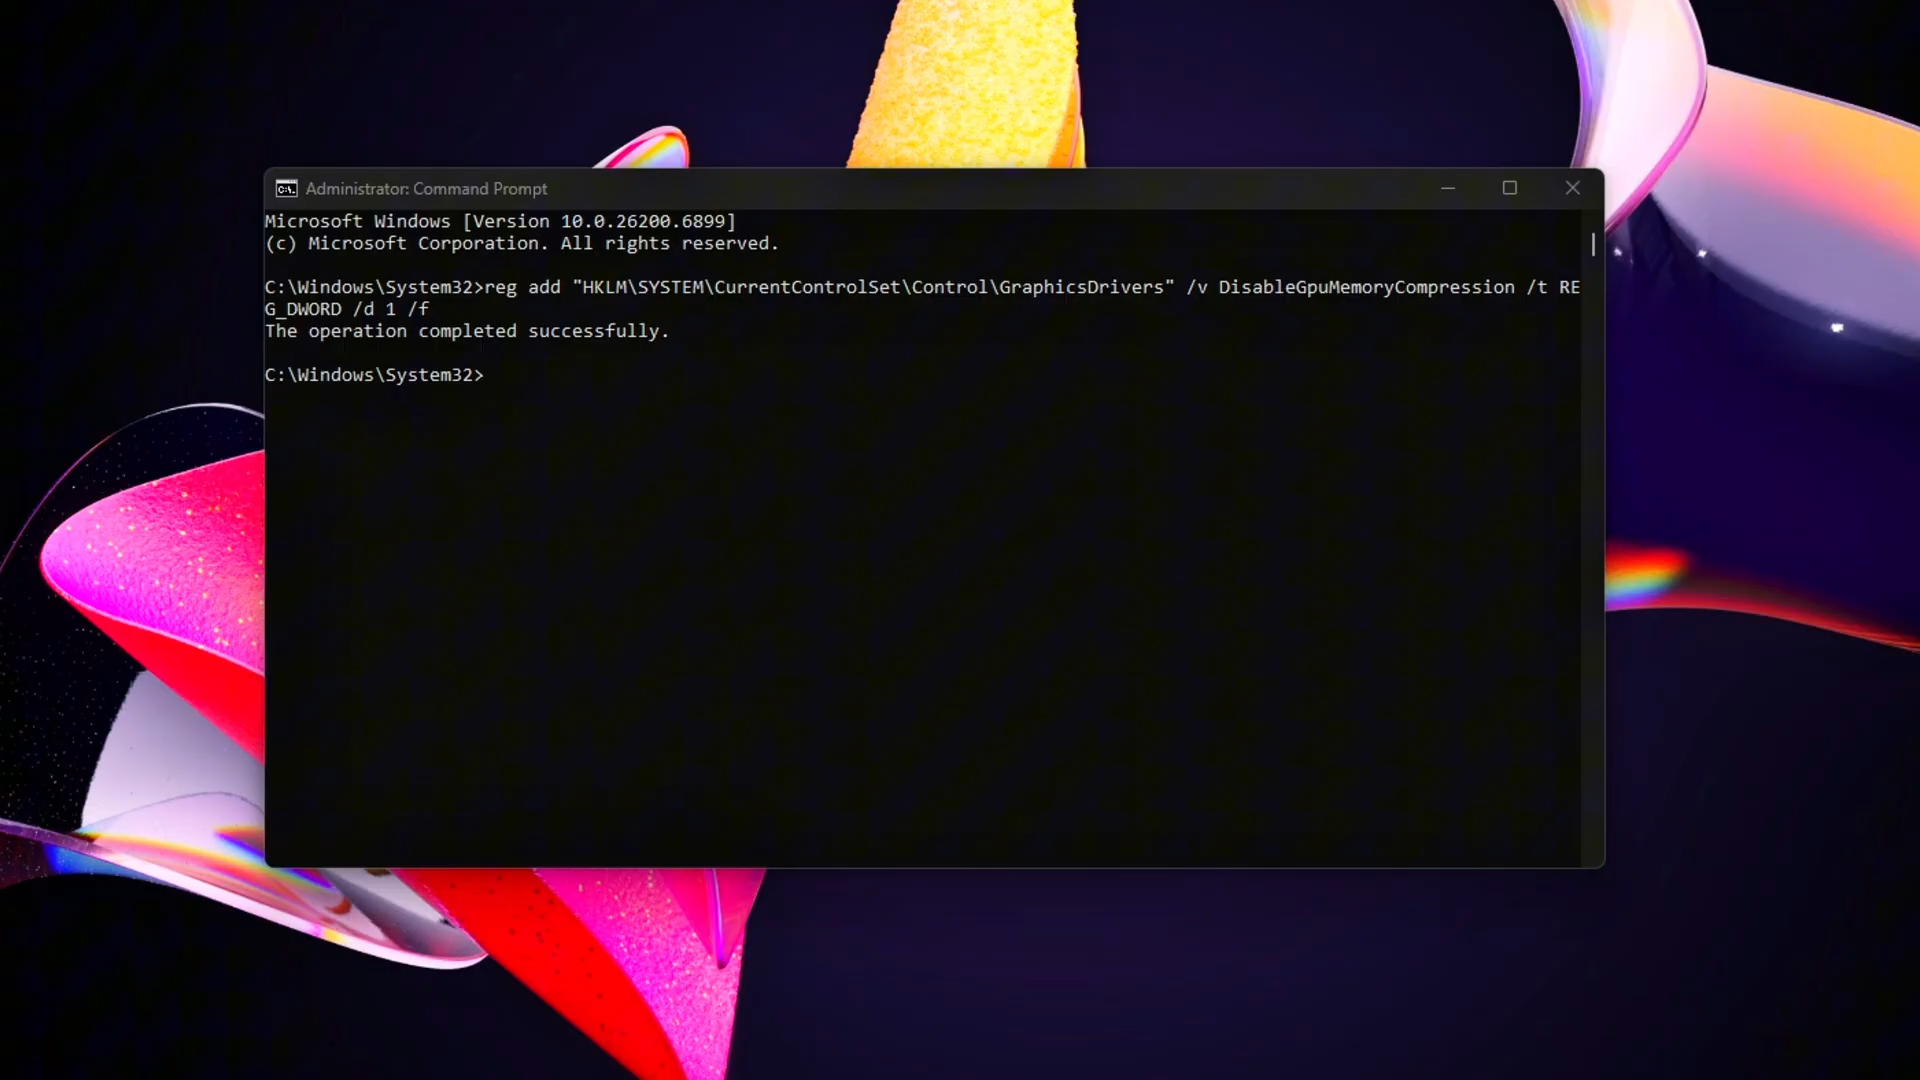 Administrator: Command Prompt
Microsoft Windows [Version 10.0.26200.6899]
(c) Microsoft Corporation. All rights reserved.
C:\Windows\System32>reg add "HKLM\SYSTEM\CurrentControlSet\Control\GraphicsDrivers" /v DisableGpuMemoryCompression /t RE
G_DWORD /d 1 /f
The operation completed successfully.
C:\Windows\System32>